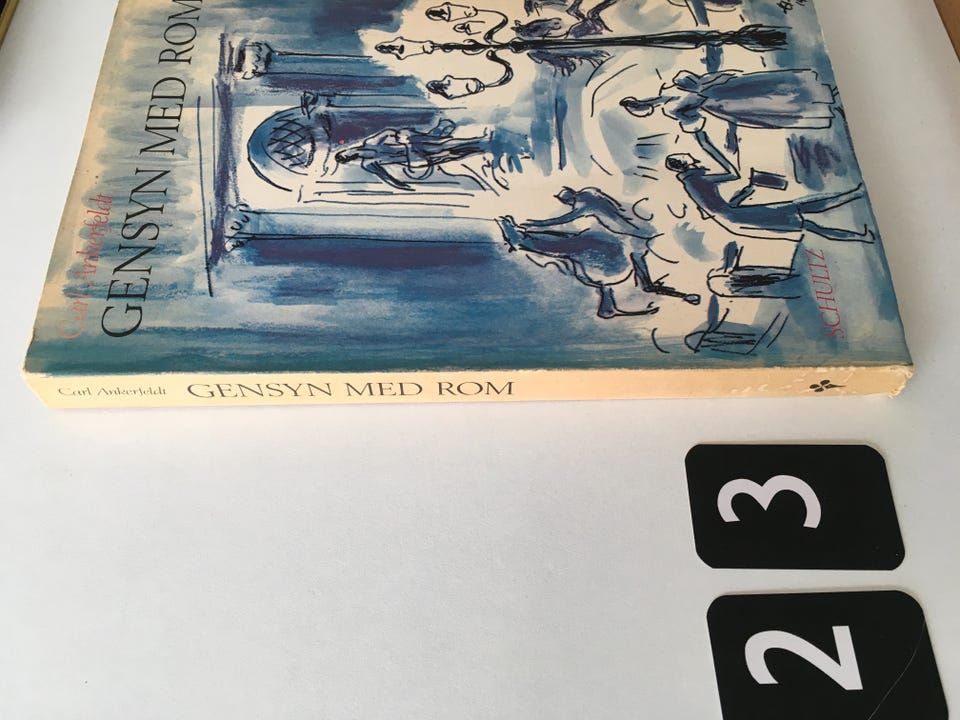 Carl Ankerfeldt
GENSYN MED ROM
SCHULTZ
Carl Ankerfeldt GENSYN MED ROM
3
2